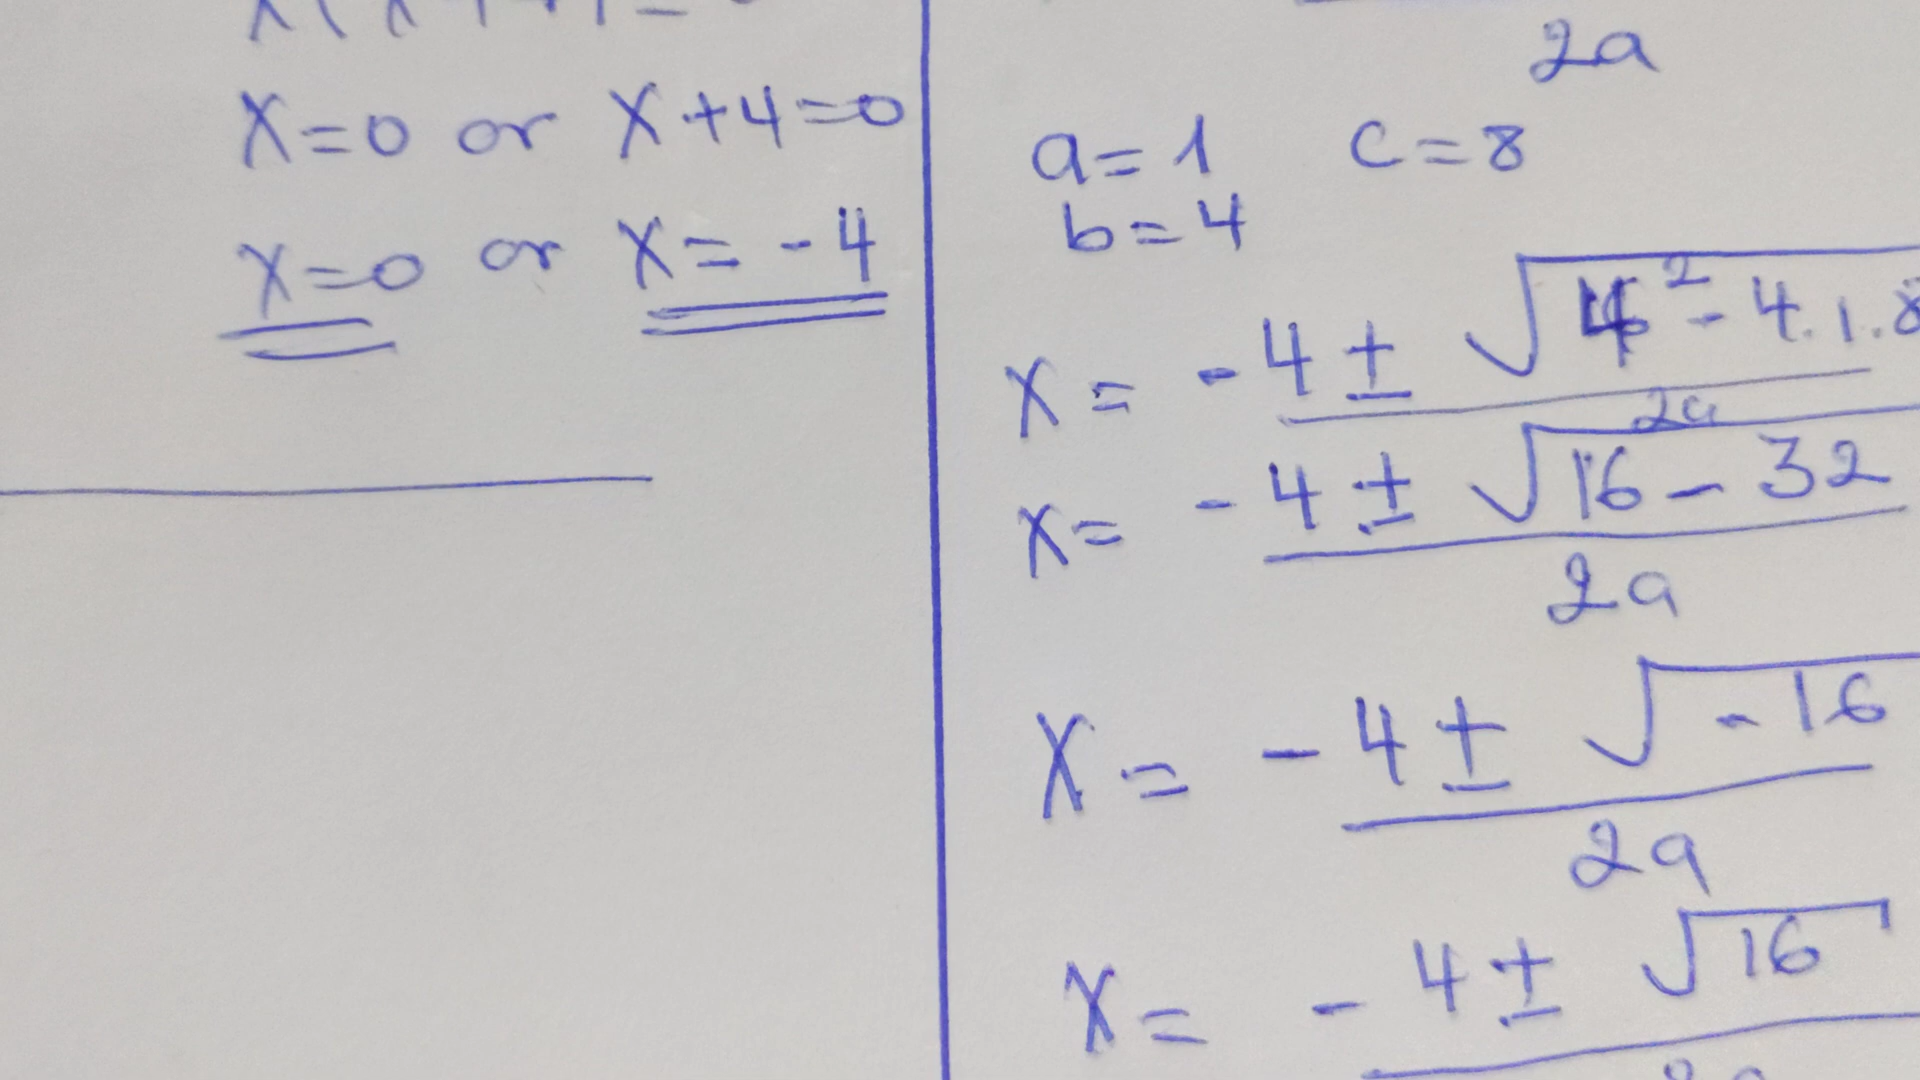 x=0 or x+4=0
x=0 or x=-4
2a
a=1 c=8
b=4
x= -4± √4²-4.1.8
2a
x= -4± √16-32
2a
x= -4± √-16
2a
x= -4± √16